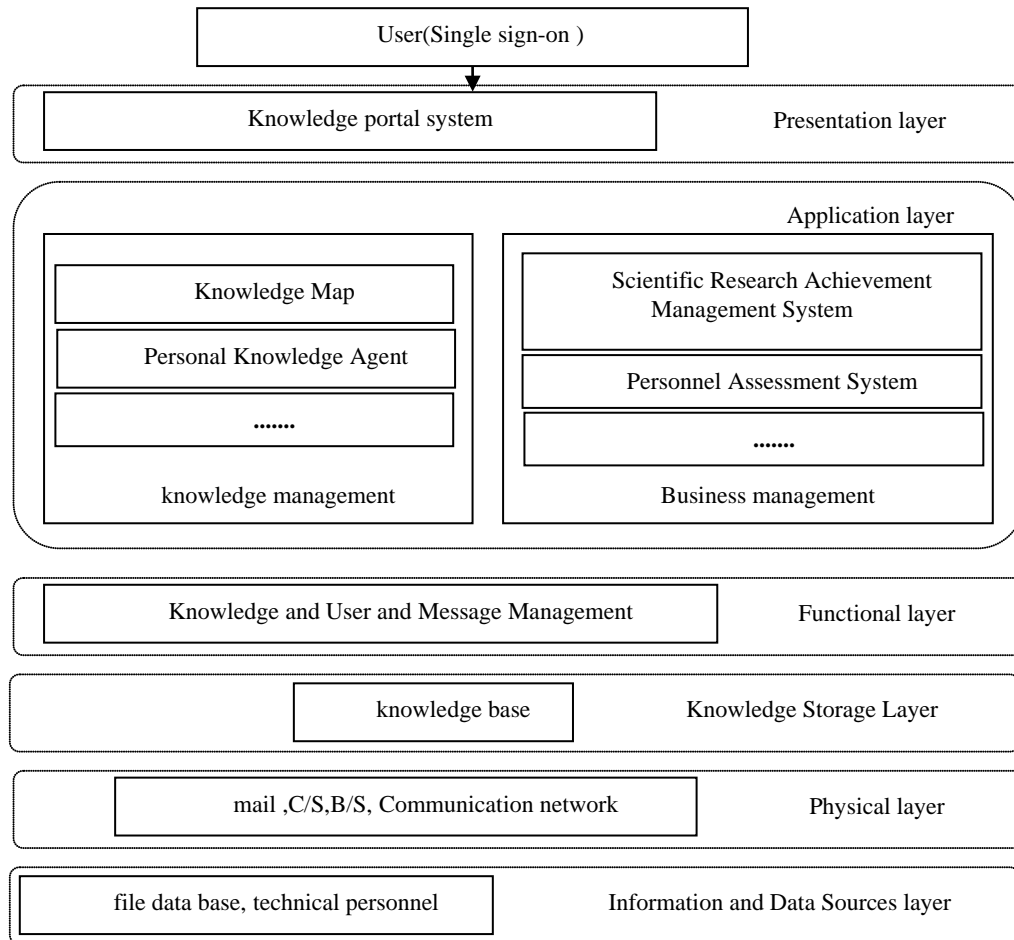 User(Single sign-on )
Knowledge portal system
Presentation layer
Application layer
Knowledge Map
Personal Knowledge Agent
.......
knowledge management
Scientific Research Achievement
Management System
Personnel Assessment System
.......
Business management
Knowledge and User and Message Management
Functional layer
knowledge base
Knowledge Storage Layer
mail ,C/S,B/S, Communication network
Physical layer
file data base, technical personnel
Information and Data Sources layer